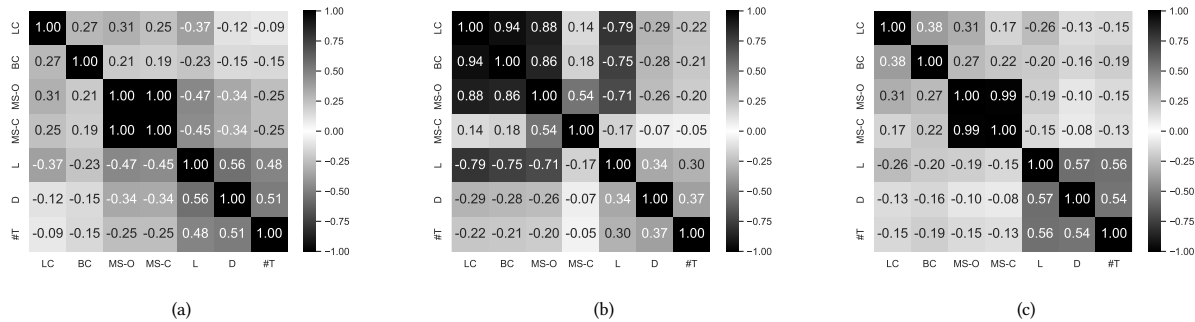 LC 1.00 0.27 0.31 0.25 -0.37 -0.12 -0.09
BC 0.27 1.00 0.21 0.19 -0.23 -0.15 -0.15
MS-O 0.31 0.21 1.00 1.00 -0.47 -0.34 -0.25
MS-C 0.25 0.19 1.00 1.00 -0.45 -0.34 -0.25
L -0.37 -0.23 -0.47 -0.45 1.00 0.56 0.48
D -0.12 -0.15 -0.34 -0.34 0.56 1.00 0.51
#T -0.09 -0.15 -0.25 -0.25 0.48 0.51 1.00
LC BC MS-O MS-C L D #T
1.00
0.75
0.50
0.25
0.00
-0.25
-0.50
-0.75
-1.00
(a)
LC 1.00 0.94 0.88 0.14 -0.79 -0.29 -0.22
BC 0.94 1.00 0.86 0.18 -0.75 -0.28 -0.21
MS-O 0.88 0.86 1.00 0.54 -0.71 -0.26 -0.20
MS-C 0.14 0.18 0.54 1.00 -0.17 -0.07 -0.05
L -0.79 -0.75 -0.71 -0.17 1.00 0.34 0.30
D -0.29 -0.28 -0.26 -0.07 0.34 1.00 0.37
#T -0.22 -0.21 -0.20 -0.05 0.30 0.37 1.00
LC BC MS-O MS-C L D #T
1.00
0.75
0.50
0.25
0.00
-0.25
-0.50
-0.75
-1.00
(b)
LC 1.00 0.38 0.31 0.17 -0.26 -0.13 -0.15
BC 0.38 1.00 0.27 0.22 -0.20 -0.16 -0.19
MS-O 0.31 0.27 1.00 0.99 -0.19 -0.10 -0.15
MS-C 0.17 0.22 0.99 1.00 -0.15 -0.08 -0.13
L -0.26 -0.20 -0.19 -0.15 1.00 0.57 0.56
D -0.13 -0.16 -0.10 -0.08 0.57 1.00 0.54
#T -0.15 -0.19 -0.15 -0.13 0.56 0.54 1.00
LC BC MS-O MS-C L D #T
1.00
0.75
0.50
0.25
0.00
-0.25
-0.50
-0.75
-1.00
(c)